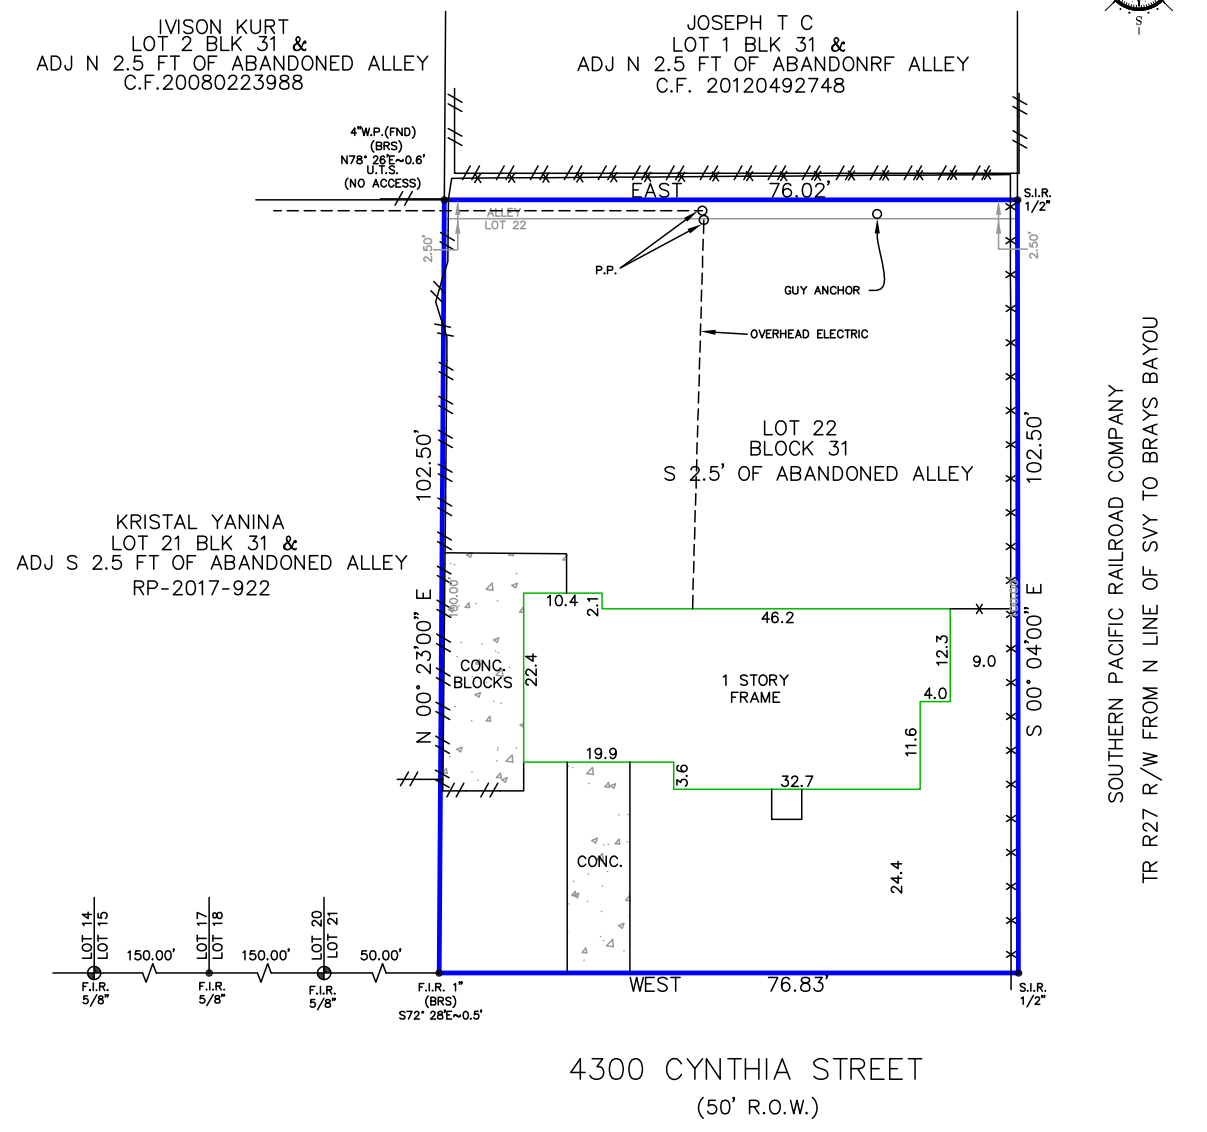 S
IVISON KURT
LOT 2 BLK 31 &
ADJ N 2.5 FT OF ABANDONED ALLEY
C.F.20080223988
JOSEPH T C
LOT 1 BLK 31 &
ADJ N 2.5 FT OF ABANDONRF ALLEY
C.F. 20120492748
4"W.P.(FND)
(BRS)
N78° 26'E~0.6'
U.T.S.
(NO ACCESS)
EAST 76.02'
S.I.R.
1/2"
ALLEY
LOT 22
2.50'
2.50'
P.P.
GUY ANCHOR
OVERHEAD ELECTRIC
LOT 22
BLOCK 31
S 2.5' OF ABANDONED ALLEY
N 00° 23'00" E 102.50'
S 00° 04'00" E 102.50'
100.00'
SOUTHERN PACIFIC RAILROAD COMPANY
TR R27 R/W FROM N LINE OF SVY TO BRAYS BAYOU
KRISTAL YANINA
LOT 21 BLK 31 &
ADJ S 2.5 FT OF ABANDONED ALLEY
RP-2017-922
10.4
2.1
46.2
22.4
12.3
9.0
CONC.
BLOCKS
1 STORY
FRAME
4.0
11.6
19.9
3.6
32.7
CONC.
24.4
LOT 14
LOT 15
LOT 17
LOT 18
LOT 20
LOT 21
150.00'
150.00'
50.00'
F.I.R.
5/8"
F.I.R.
5/8"
F.I.R.
5/8"
F.I.R. 1"
(BRS)
S72° 28'E~0.5'
WEST 76.83'
S.I.R.
1/2"
4300 CYNTHIA STREET
(50' R.O.W.)